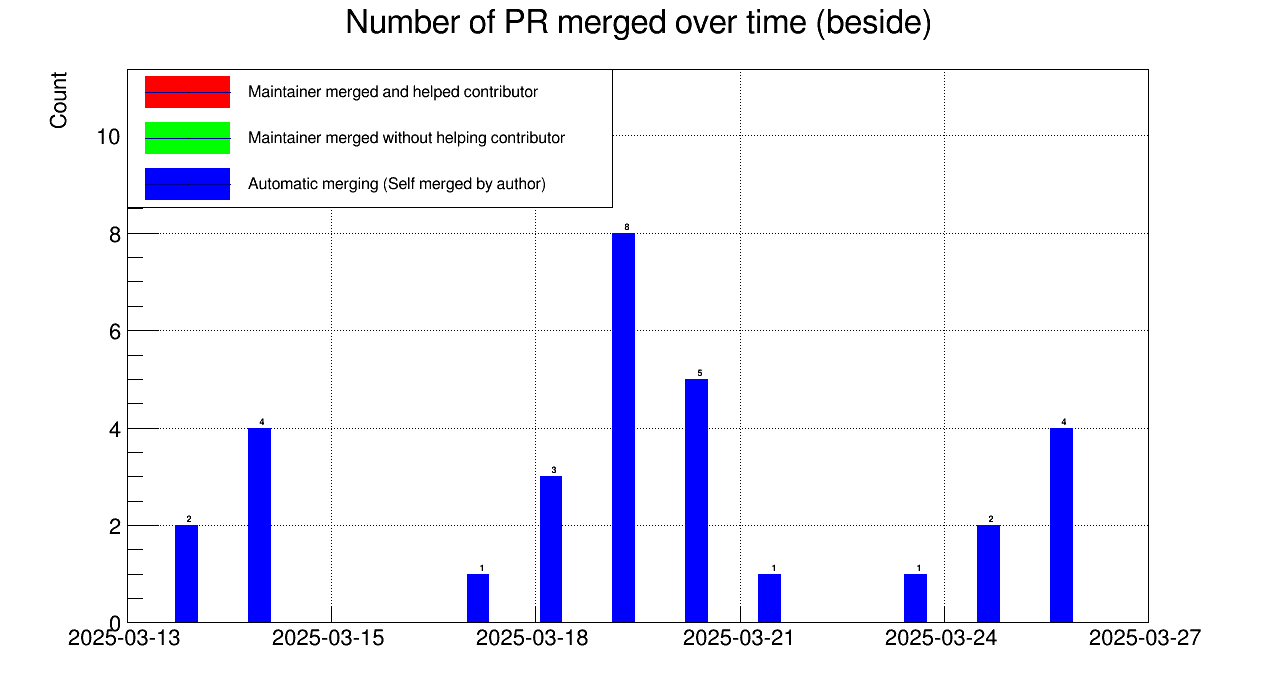 Number of PR merged over time (beside)
Count
Maintainer merged and helped contributor
Maintainer merged without helping contributor
Automatic merging (Self merged by author)
10
8
6
4
2
0
2
4
1
3
8
5
1
1
2
4
2025-03-13 2025-03-15 2025-03-18 2025-03-21 2025-03-24 2025-03-27